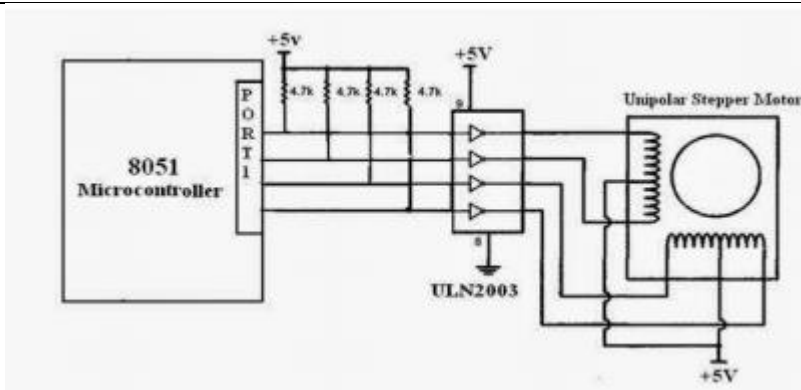 +5v
+5V
4.7k 4.7k 4.7k 4.7k
9
Unipolar Stepper Motor
PORT1
8051
Microcontroller
8
ULN2003
+5V